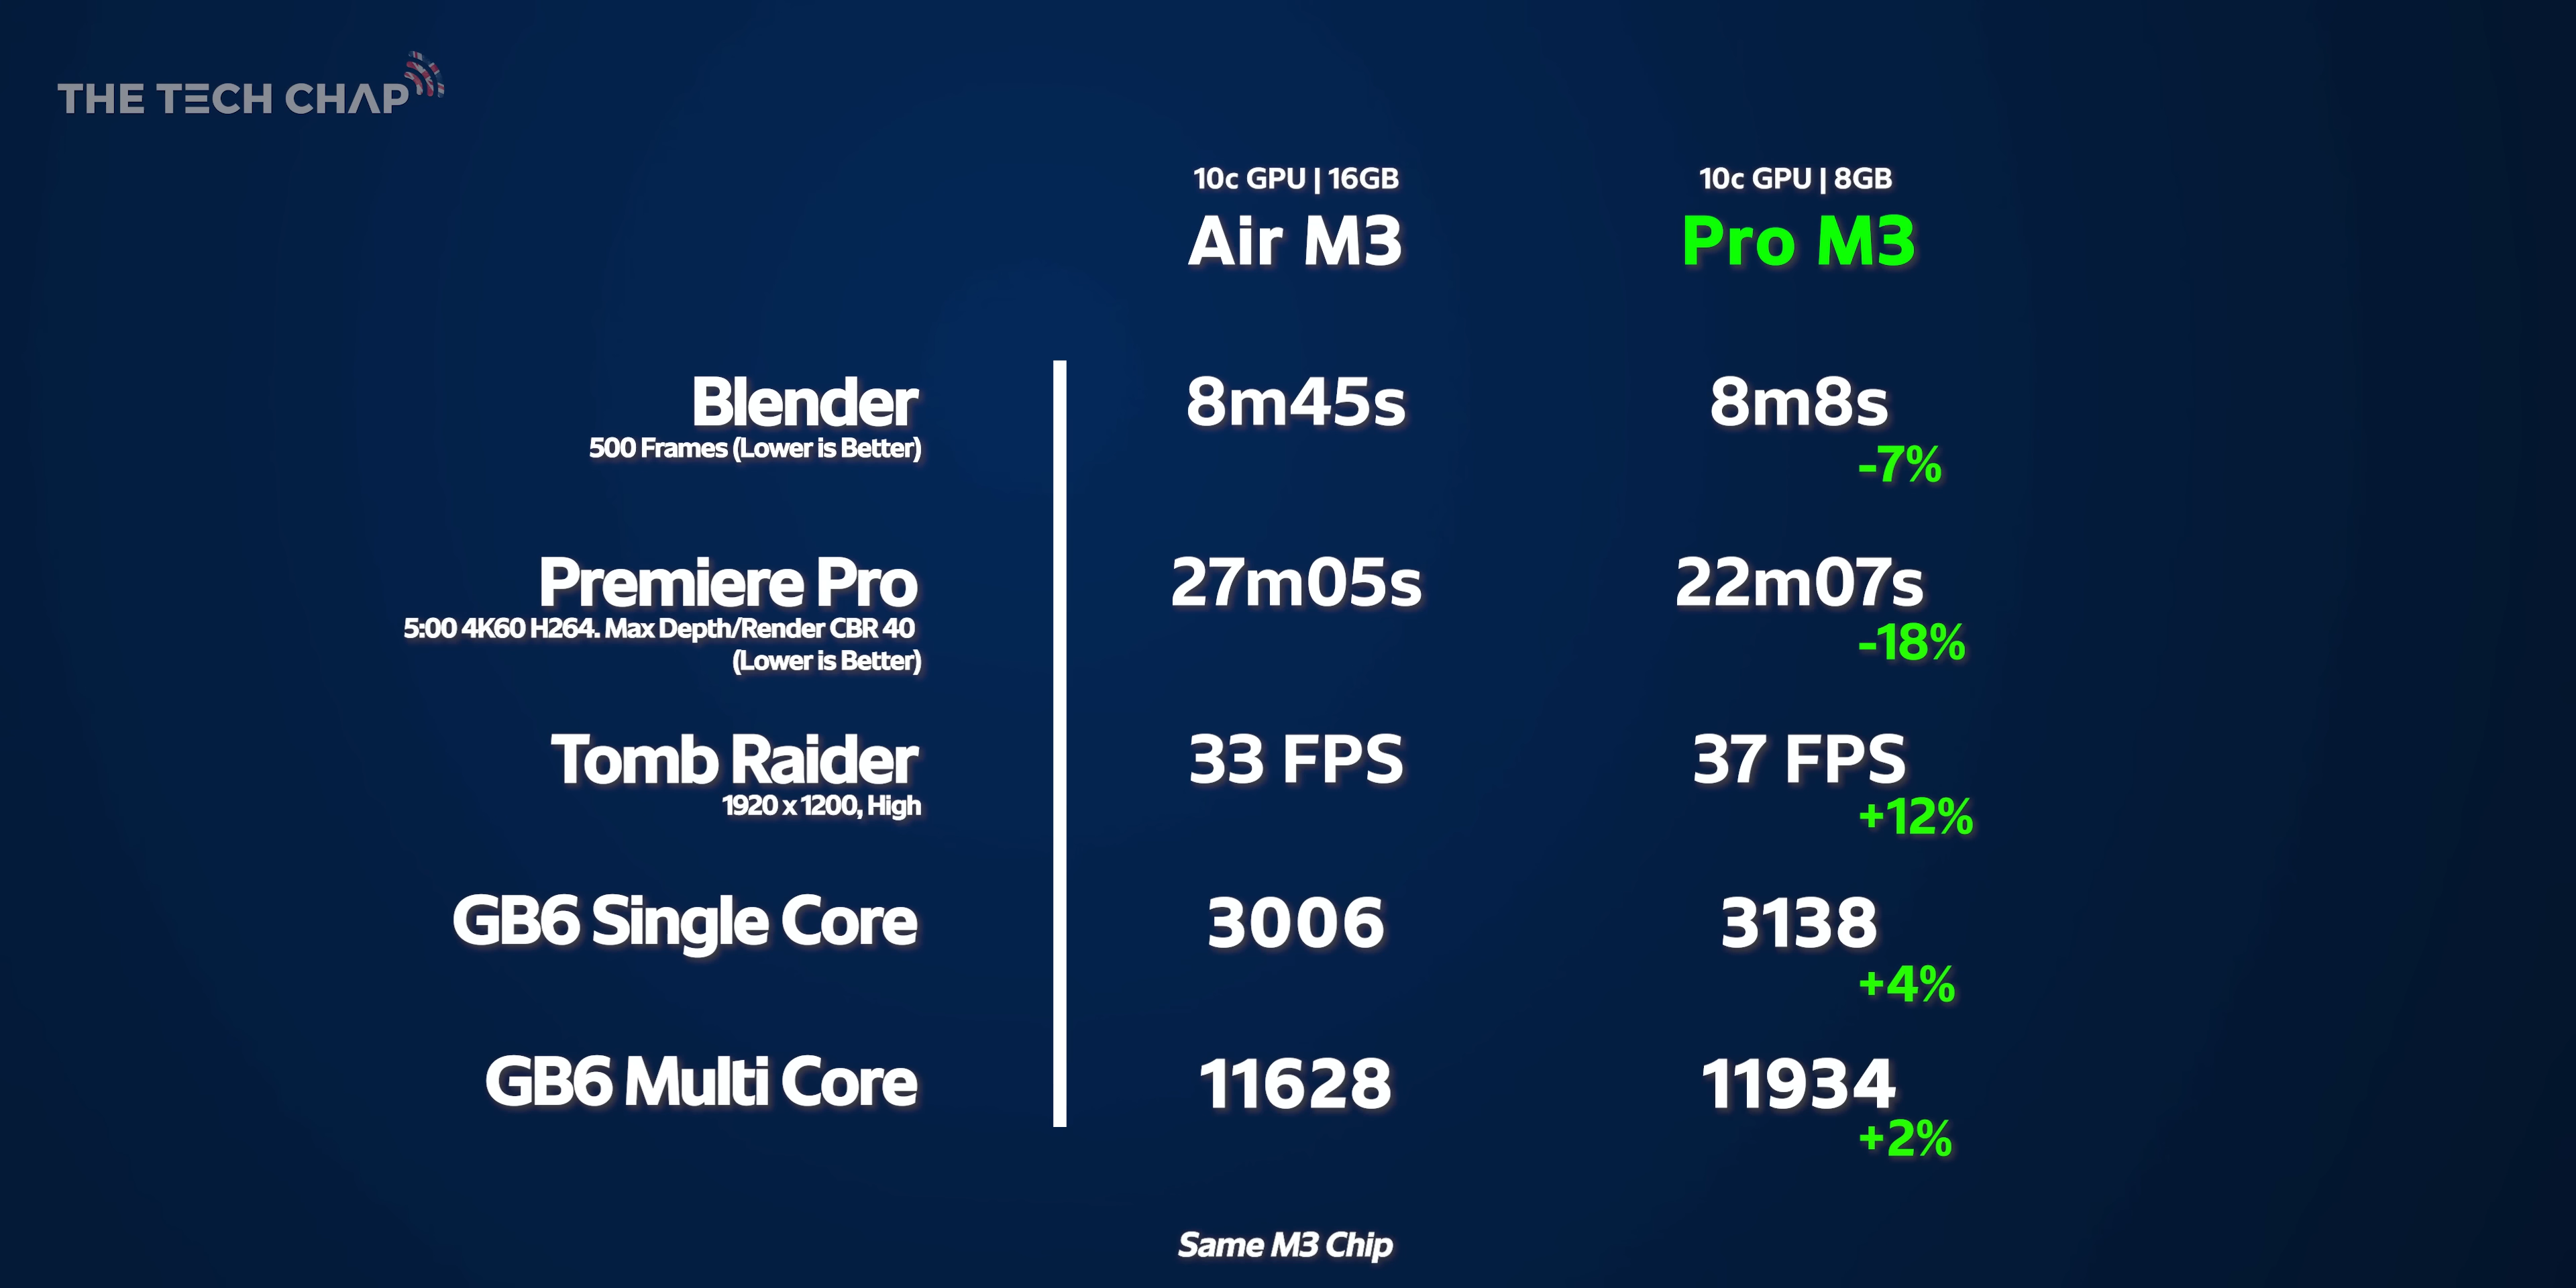 THE TECH CHAP
10c GPU | 16GB
10c GPU | 8GB
Air M3
Pro M3
Blender
8m45s
8m8s
500 Frames (Lower is Better)
-7%
Premiere Pro
27m05s
22m07s
5:00 4K60 H264. Max Depth/Render CBR 40
-18%
(Lower is Better)
Tomb Raider
33 FPS
37 FPS
1920 x 1200, High
+12%
GB6 Single Core
3006
3138
+4%
GB6 Multi Core
11628
11934
+2%
Same M3 Chip